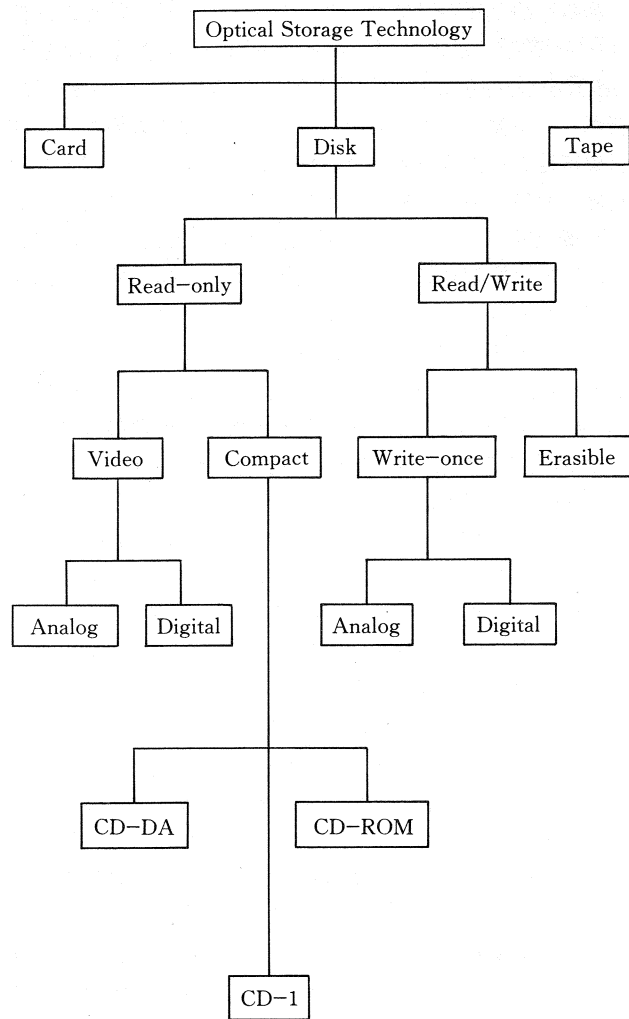 Optical Storage Technology
Card
Disk
Tape
Read-only
Read/Write
Video
Compact
Write-once
Erasible
Analog
Digital
Analog
Digital
CD-DA
CD-ROM
CD-1